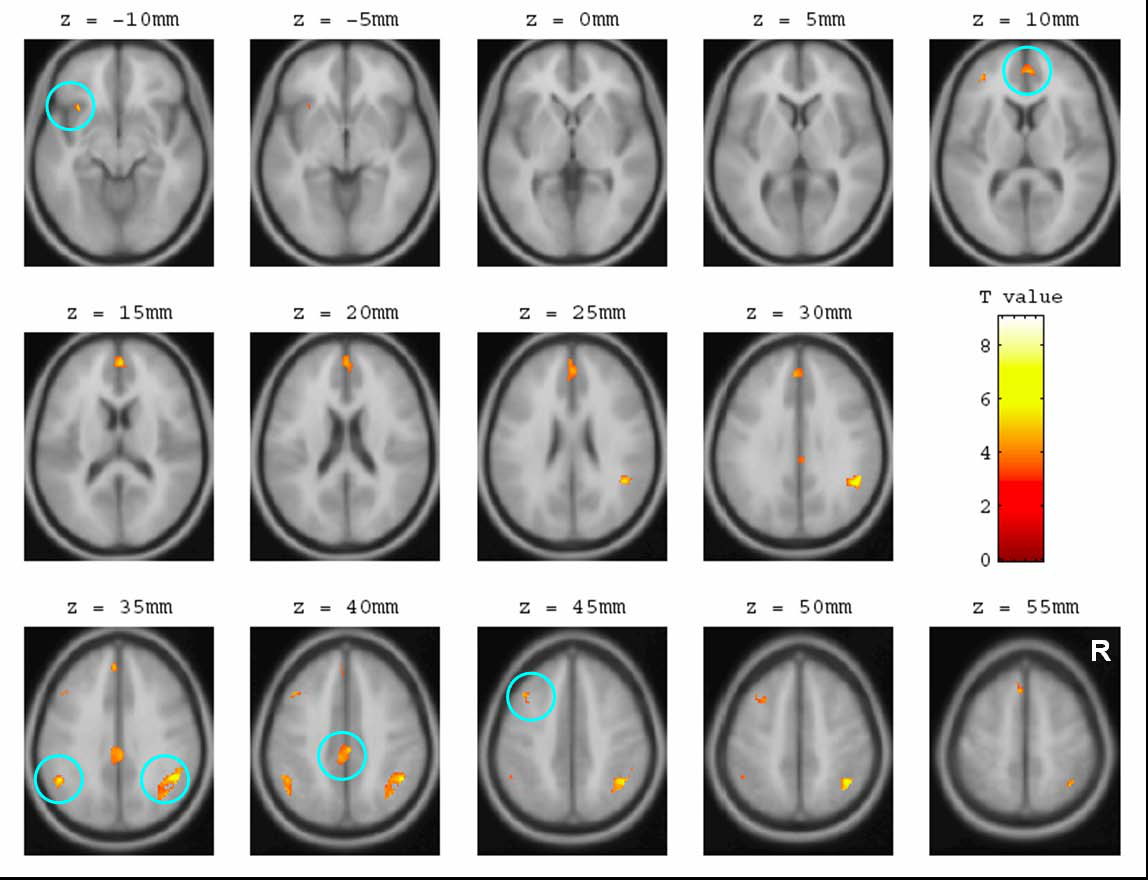 z = -10mm
z = -5mm
z = 0mm
z = 5mm
z = 10mm
z = 15mm
z = 20mm
z = 25mm
z = 30mm
T value
8
6
4
2
0
z = 35mm
z = 40mm
z = 45mm
z = 50mm
z = 55mm
R